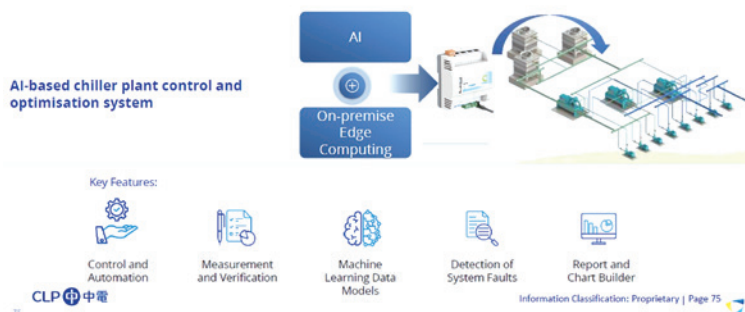 AI
AI-based chiller plant control and
optimisation system
On-premise
Edge
Computing
Key Features:
Control and
Automation
Measurement
and Verification
Machine
Learning Data
Models
Detection of
System Faults
Report and
Chart Builder
CLP 中電
Information Classification: Proprietary | Page 75